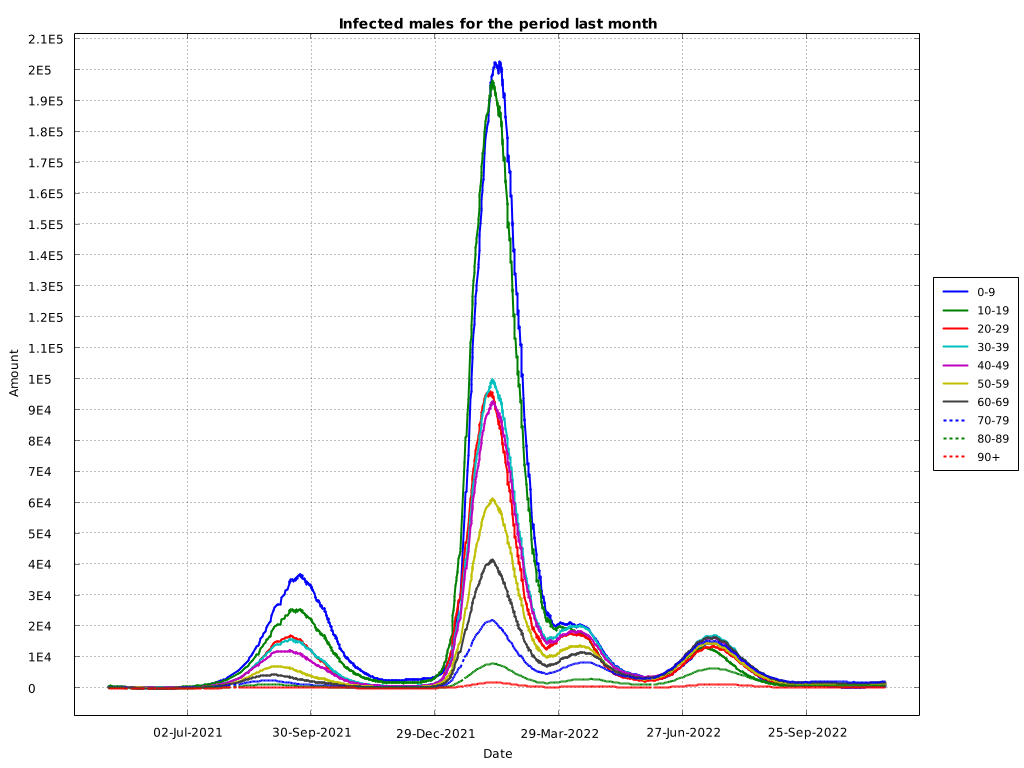 Infected males for the period last month
2.1E5
2E5
1.9E5
1.8E5
1.7E5
1.6E5
1.5E5
1.4E5
1.3E5
1.2E5
1.1E5
1E5
9E4
8E4
7E4
6E4
5E4
4E4
3E4
2E4
1E4
0
Amount
02-Jul-2021 30-Sep-2021 29-Dec-2021 29-Mar-2022 27-Jun-2022 25-Sep-2022
Date
0-9
10-19
20-29
30-39
40-49
50-59
60-69
70-79
80-89
90+